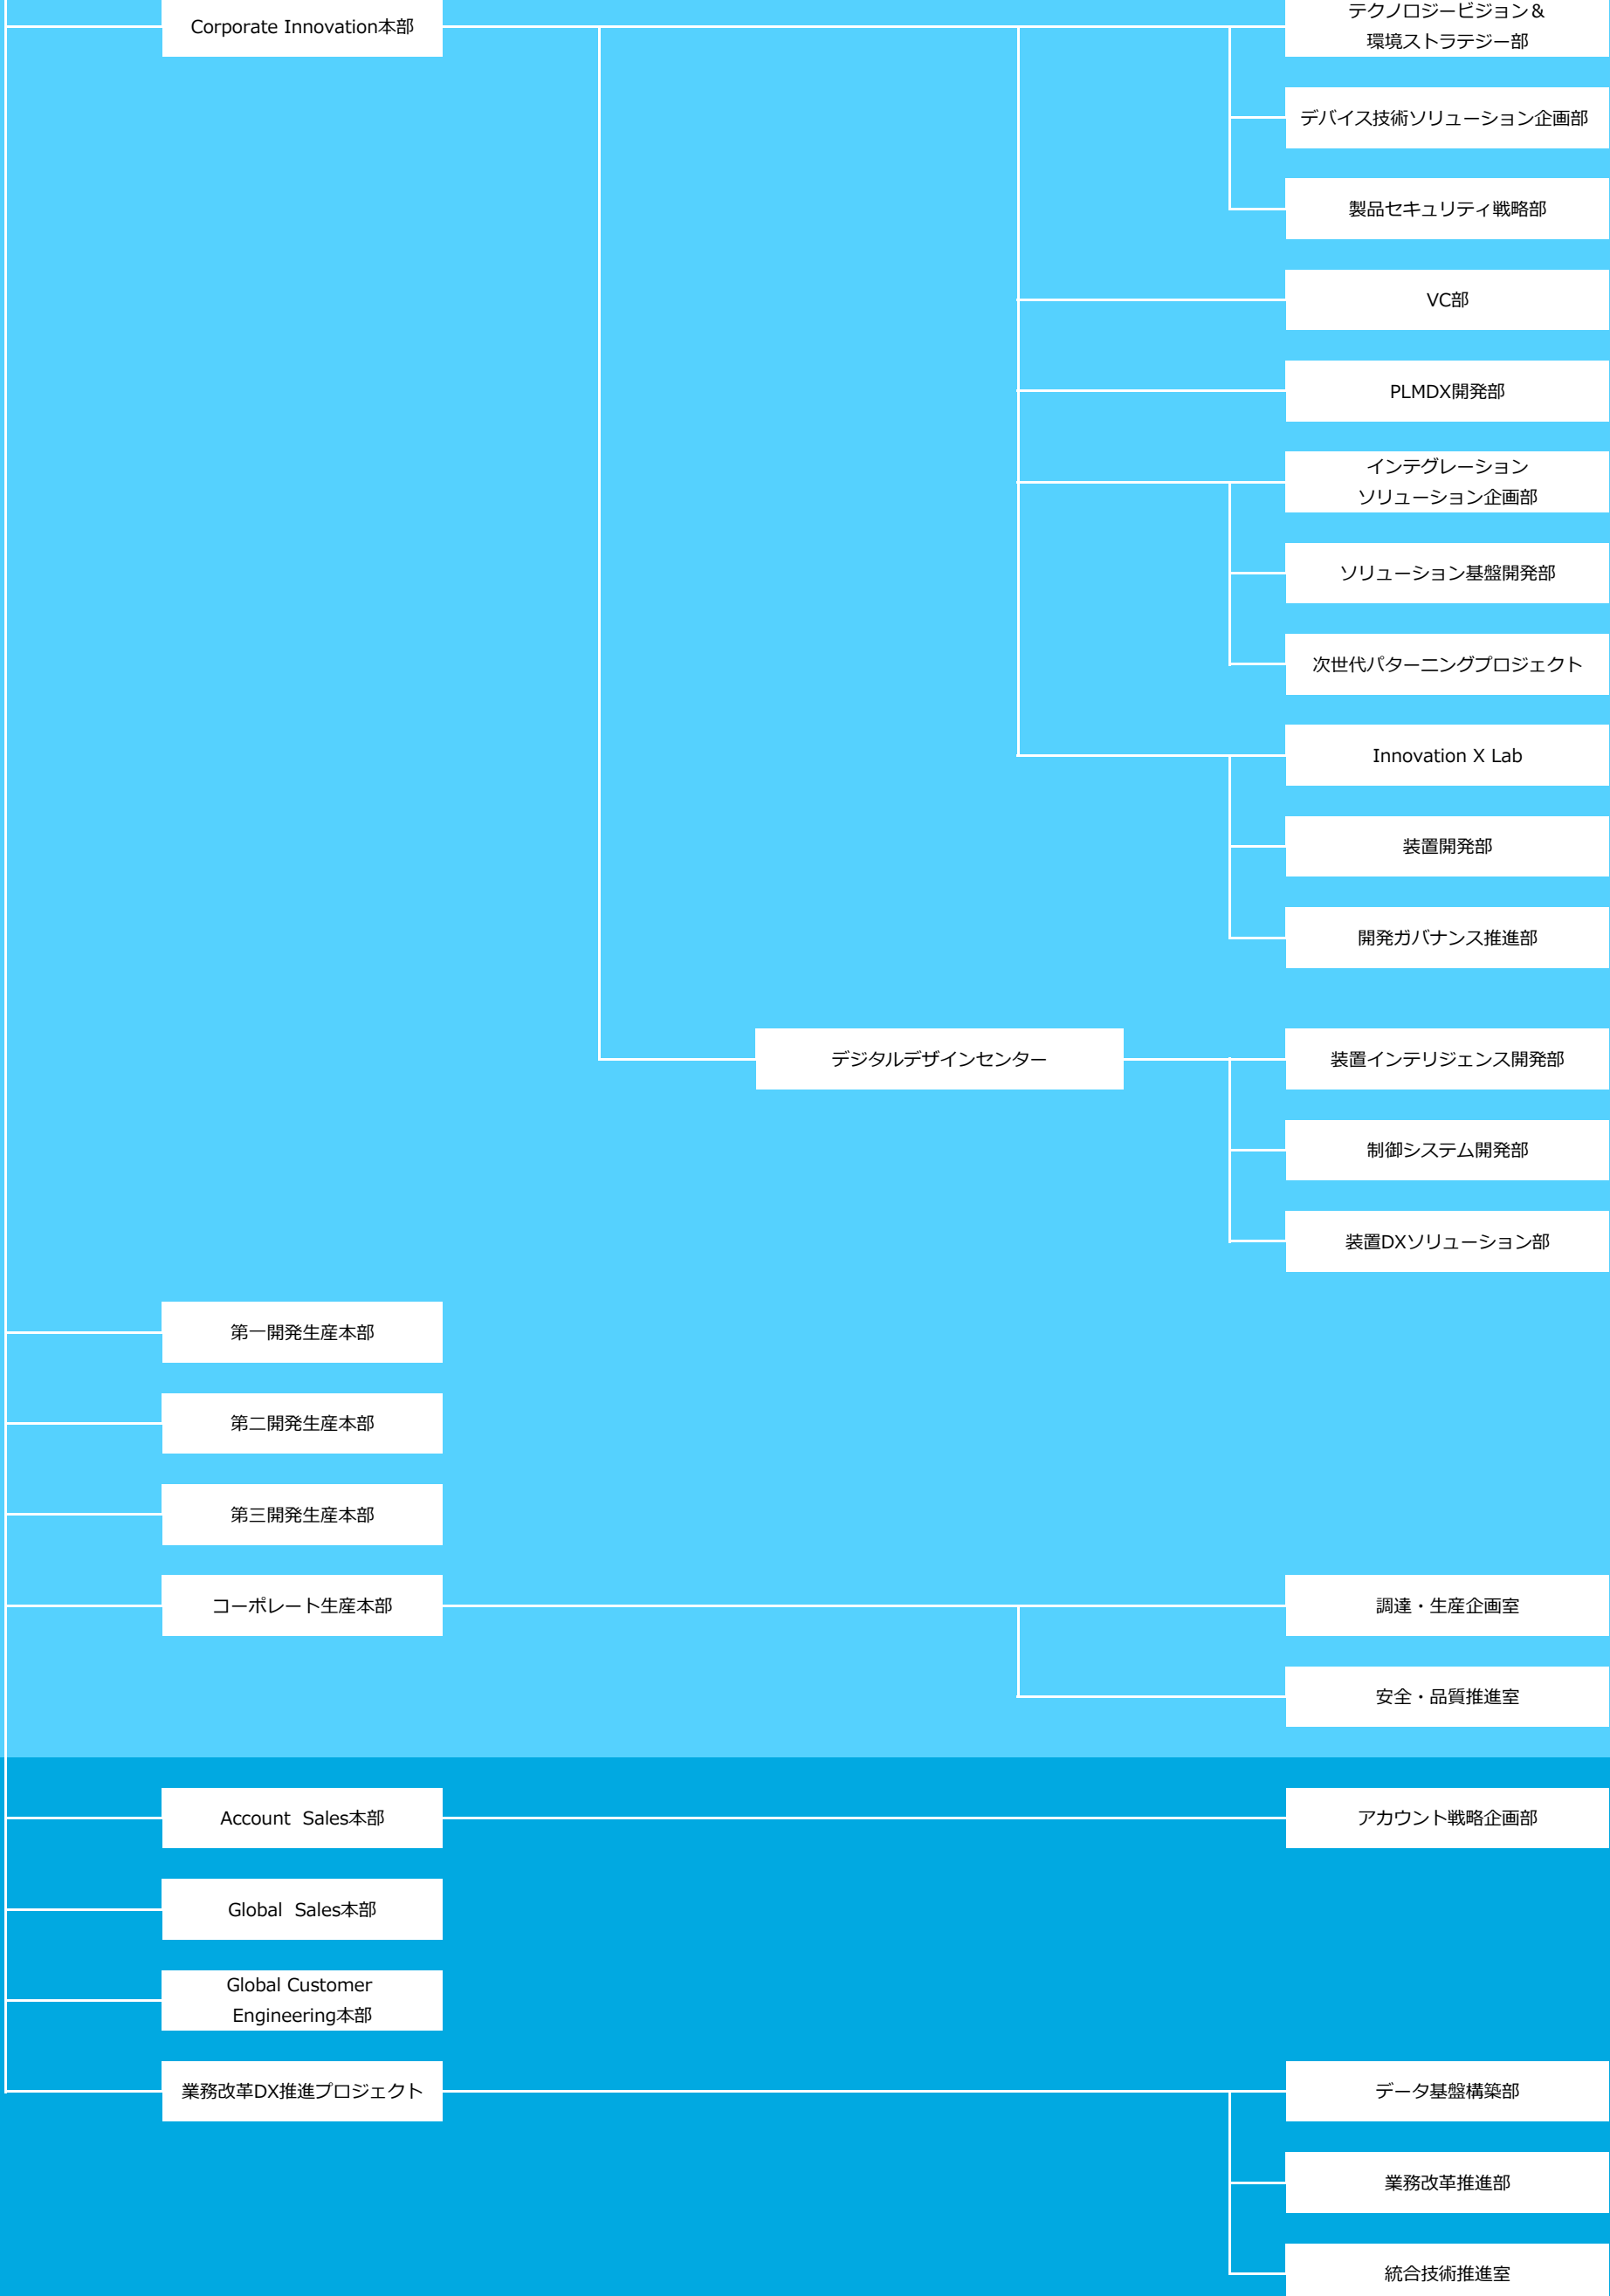 Corporate Innovation本部
テクノロジービジョン＆
環境ストラテジー部
デバイス技術ソリューション企画部
製品セキュリティ戦略部
VC部
PLMDX開発部
インテグレーション
ソリューション企画部
ソリューション基盤開発部
次世代パターニングプロジェクト
Innovation X Lab
装置開発部
開発ガバナンス推進部
デジタルデザインセンター
装置インテリジェンス開発部
制御システム開発部
装置DXソリューション部
第一開発生産本部
第二開発生産本部
第三開発生産本部
コーポレート生産本部
調達・生産企画室
安全・品質推進室
Account Sales本部
アカウント戦略企画部
Global Sales本部
Global Customer
Engineering本部
業務改革DX推進プロジェクト
データ基盤構築部
業務改革推進部
統合技術推進室